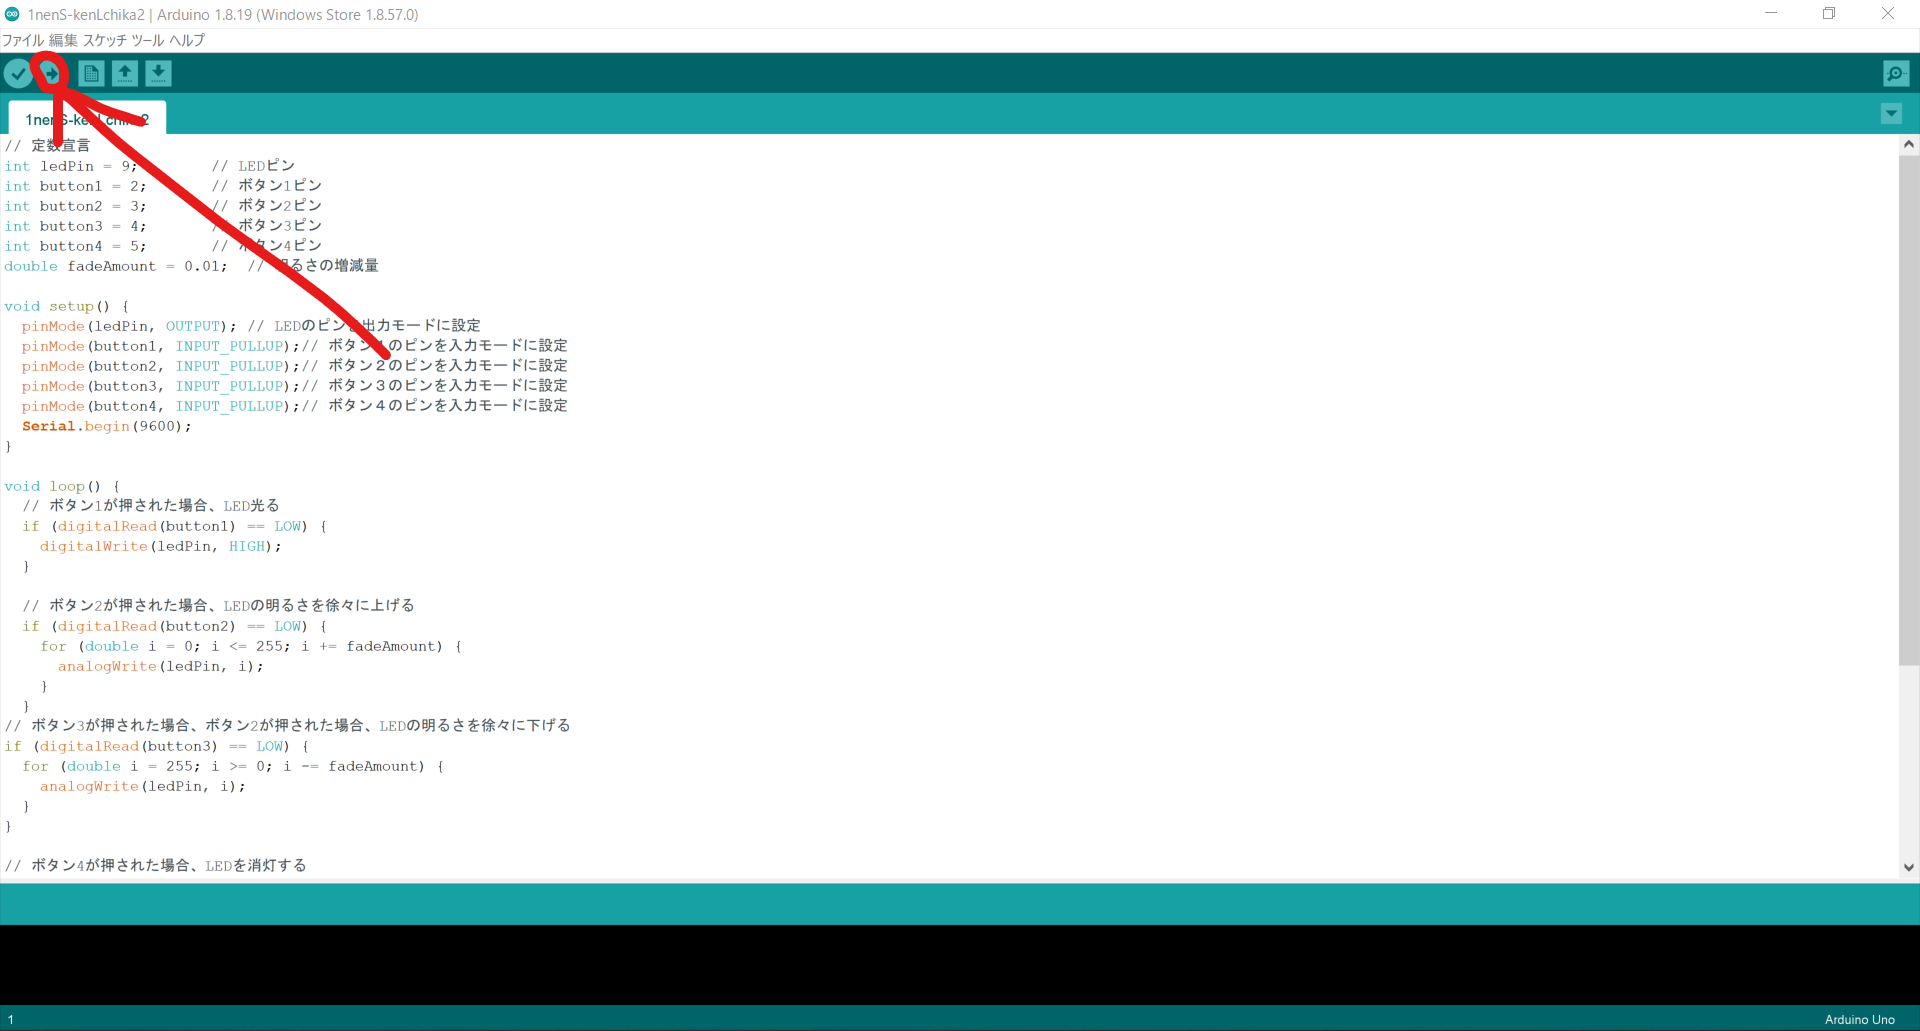 1nenS-kenLchika2 | Arduino 1.8.19 (Windows Store 1.8.57.0)
ファイル 編集 スケッチ ツール ヘルプ
1nenS-kenLchika2
// 定数宣言
int ledPin = 9;        // LEDピン
int button1 = 2;       // ボタン1ピン
int button2 = 3;       // ボタン2ピン
int button3 = 4;       // ボタン3ピン
int button4 = 5;       // ボタン4ピン
double fadeAmount = 0.01;  // 明るさの増減量
void setup() {
  pinMode(ledPin, OUTPUT); // LEDのピンを出力モードに設定
  pinMode(button1, INPUT_PULLUP);// ボタン1のピンを入力モードに設定
  pinMode(button2, INPUT_PULLUP);// ボタン２のピンを入力モードに設定
  pinMode(button3, INPUT_PULLUP);// ボタン３のピンを入力モードに設定
  pinMode(button4, INPUT_PULLUP);// ボタン４のピンを入力モードに設定
  Serial.begin(9600);
}
void loop() {
  // ボタン1が押された場合、LED光る
  if (digitalRead(button1) == LOW) {
    digitalWrite(ledPin, HIGH);
  }
  // ボタン2が押された場合、LEDの明るさを徐々に上げる
  if (digitalRead(button2) == LOW) {
    for (double i = 0; i <= 255; i += fadeAmount) {
      analogWrite(ledPin, i);
    }
  }
// ボタン3が押された場合、ボタン2が押された場合、LEDの明るさを徐々に下げる
if (digitalRead(button3) == LOW) {
  for (double i = 255; i >= 0; i -= fadeAmount) {
    analogWrite(ledPin, i);
  }
}
// ボタン4が押された場合、LEDを消灯する
1
Arduino Uno